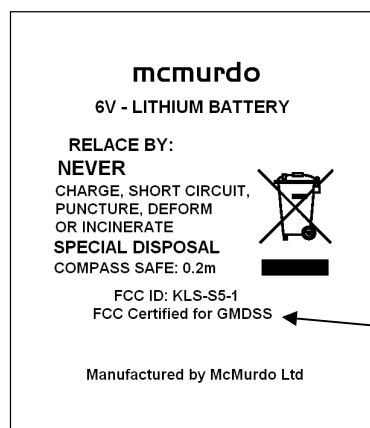 mcmurdo
6V - LITHIUM BATTERY
RELACE BY:
NEVER
CHARGE, SHORT CIRCUIT,
PUNCTURE, DEFORM
OR INCINERATE
SPECIAL DISPOSAL
COMPASS SAFE: 0.2m
FCC ID: KLS-S5-1
FCC Certified for GMDSS
Manufactured by McMurdo Ltd